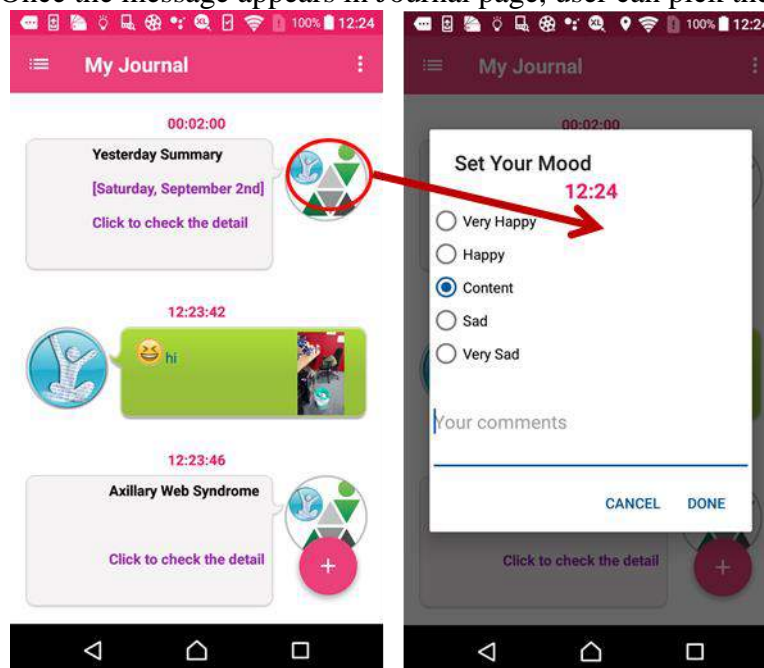 Once the message appears in Journal page, user can pick the
100% 12:24
My Journal
00:02:00
Yesterday Summary
[Saturday, September 2nd]
Click to check the detail
12:23:42
hi
12:23:46
Axillary Web Syndrome
Click to check the detail
+
XL 100% 12:24
My Journal
00:02:00
Set Your Mood
12:24
Very Happy
Happy
Content
Sad
Very Sad
Your comments
CANCEL DONE
Click to check the detail
+